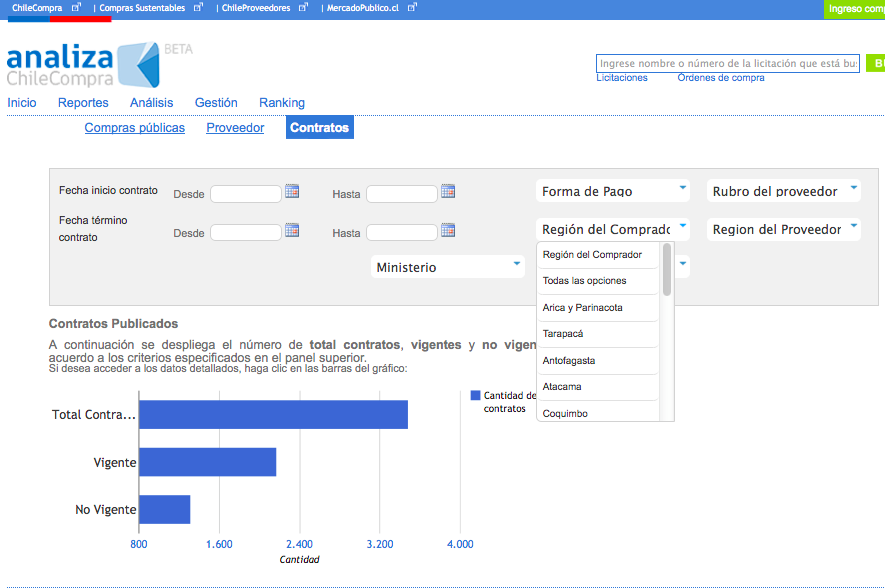 ChileCompra | Compras Sustentables | ChileProveedores | MercadoPublico.cl
Ingreso
analiza BETA
ChileCompra
Ingrese nombre o número de la licitación que está bu
B
Licitaciones Ordenes de compra
Inicio Reportes Análisis Gestión Ranking
Compras públicas Proveedor Contratos
Fecha inicio contrato Desde Hasta Forma de Pago Rubro del proveedor
Fecha término
contrato
Desde Hasta Región del Comprado Region del Proveedor
Ministerio
Región del Comprador
Todas las opciones
Arica y Parinacota
Tarapacá
Antofagasta
Atacama
Coquimbo
Contratos Publicados
A continuación se despliega el número de total contratos, vigentes y no vigen
acuerdo a los criterios especificados en el panel superior.
Si desea acceder a los datos detallados, haga clic en las barras del gráfico:
Cantidad de
contratos
Total Contra...
Vigente
No Vigente
800 1.600 2.400 3.200 4.000
Cantidad